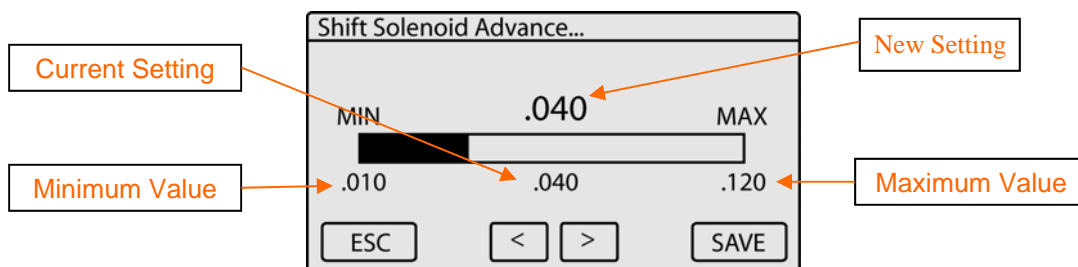 Shift Solenoid Advance...
New Setting
Current Setting
MIN .040 MAX
Minimum Value .010 .040 .120 Maximum Value
ESC < > SAVE